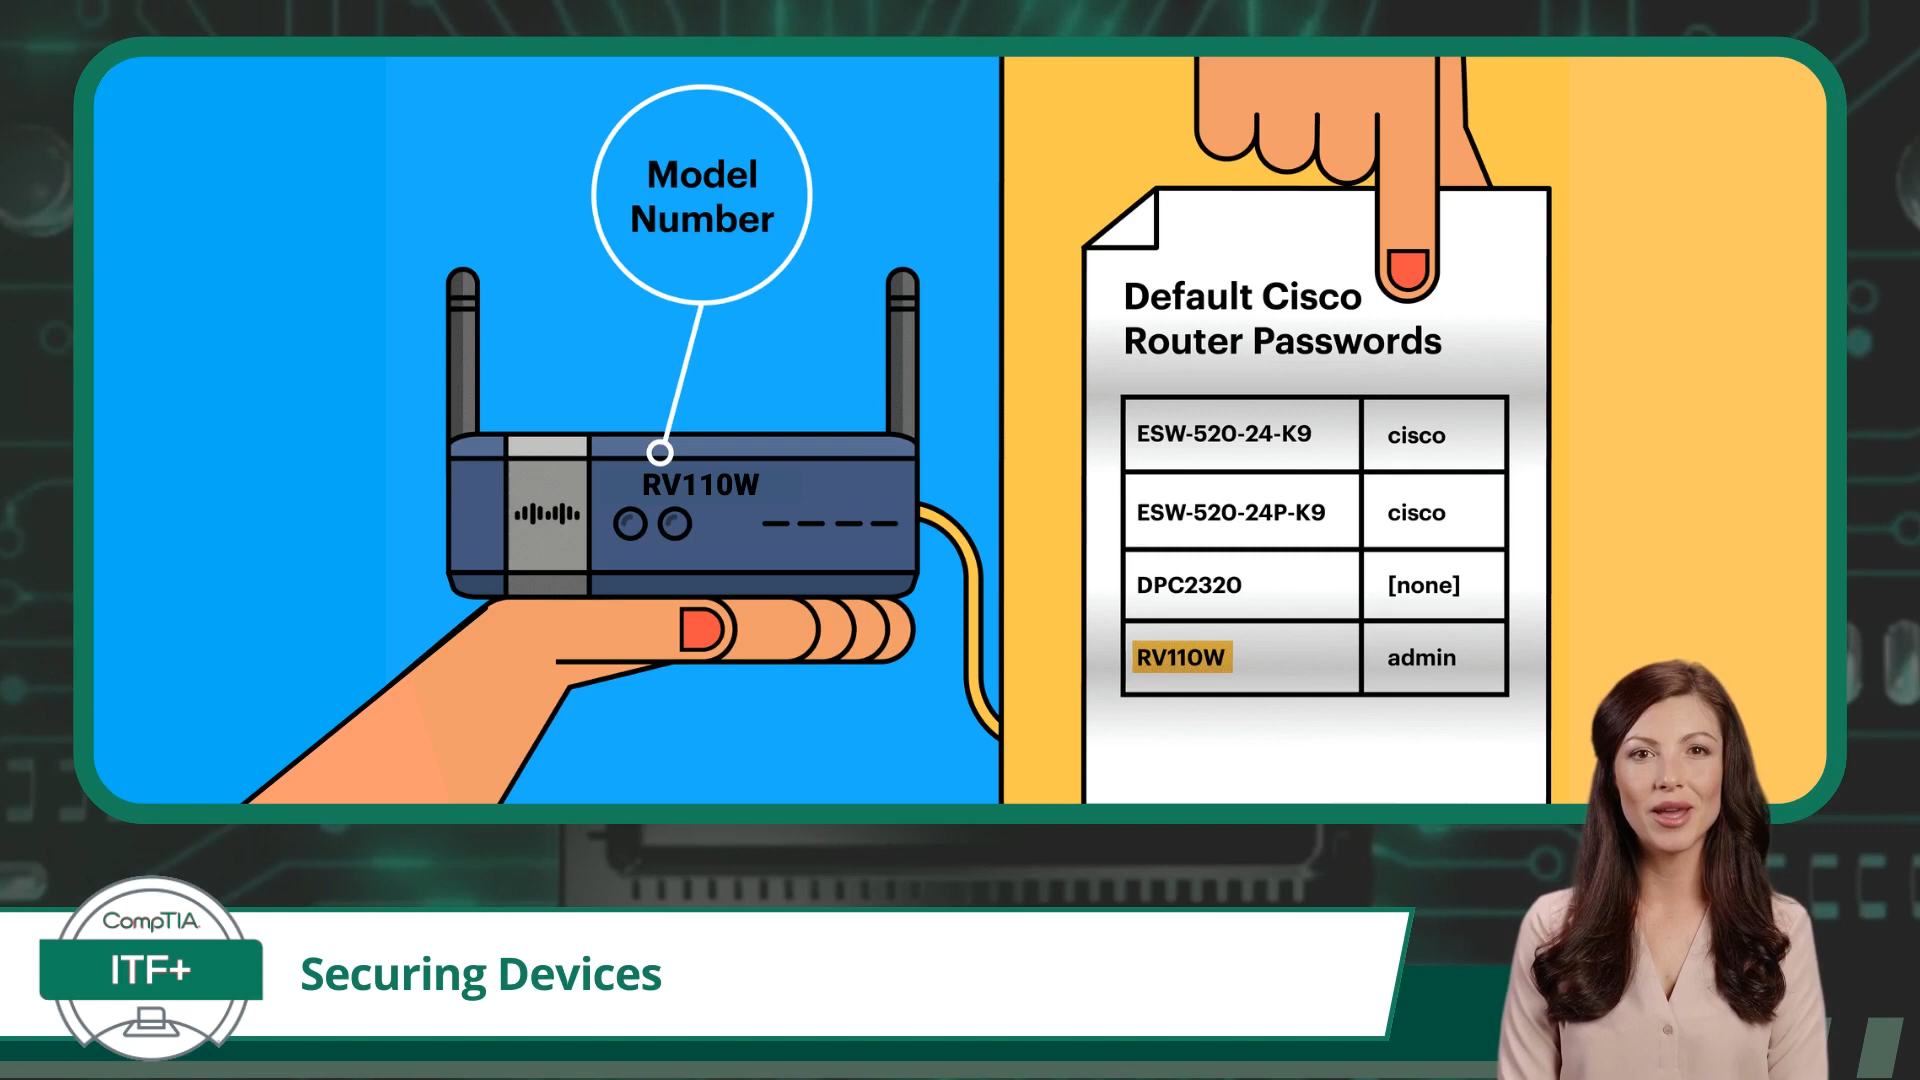 Model
Number
RV110W
Default Cisco
Router Passwords
ESW-520-24-K9 cisco
ESW-520-24P-K9 cisco
DPC2320 [none]
RV110W admin
CompTIA.
ITF+
Securing Devices